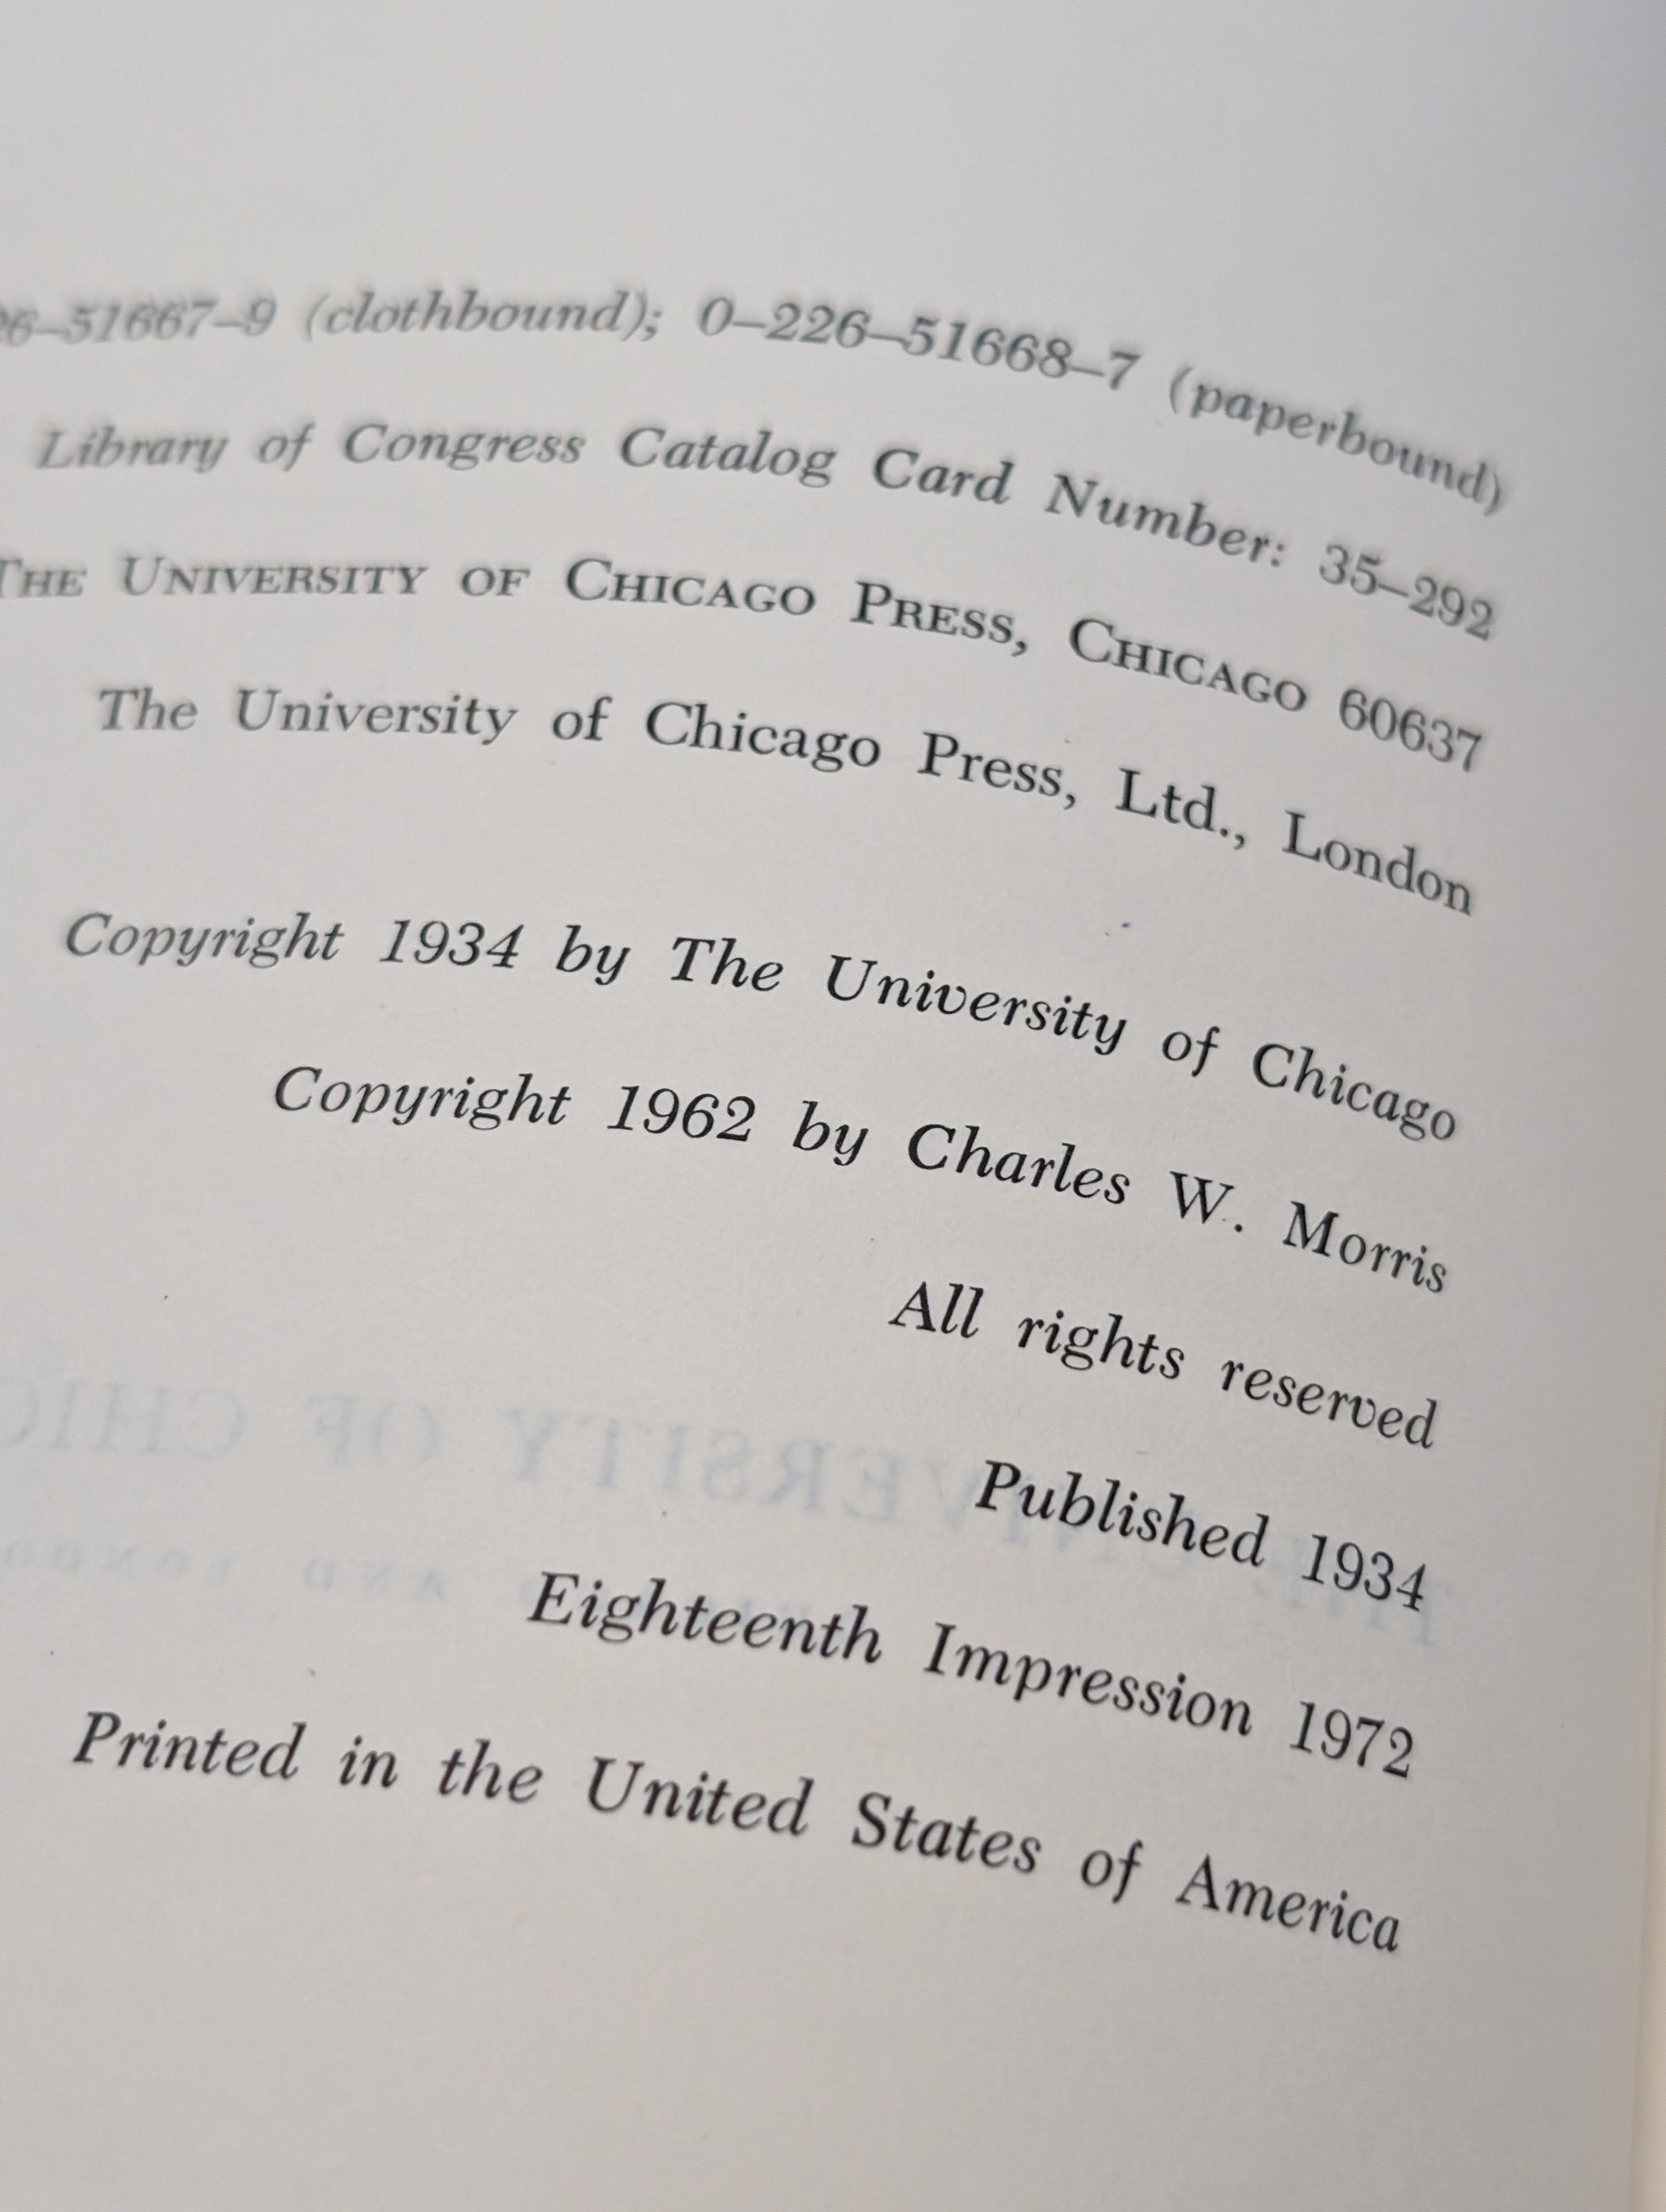 26–51667–9 (clothbound); 0–226–51668–7 (paperbound)
Library of Congress Catalog Card Number: 35–292
The University of Chicago Press, Chicago 60637
The University of Chicago Press, Ltd., London
Copyright 1934 by The University of Chicago
Copyright 1962 by Charles W. Morris
All rights reserved
Published 1934
Eighteenth Impression 1972
Printed in the United States of America